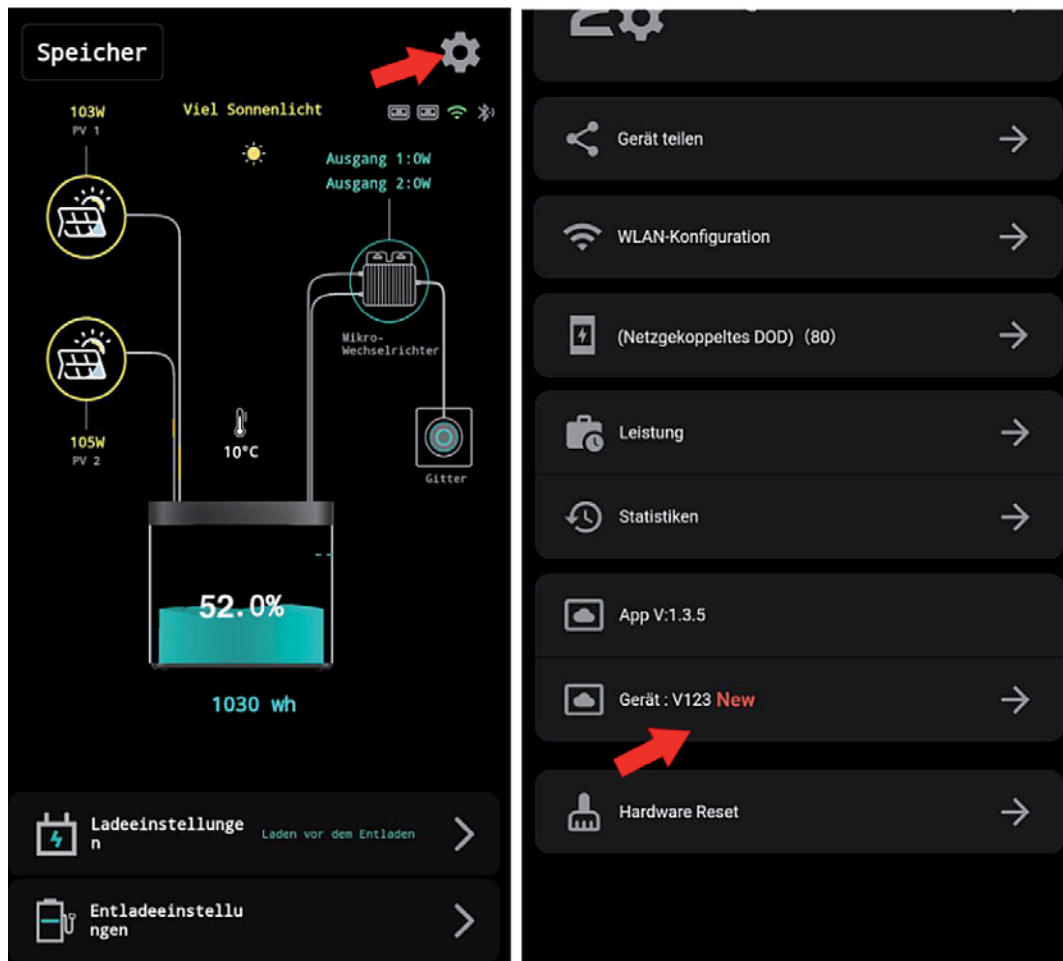 Speicher
103W
PV 1
Viel Sonnenlicht
Ausgang 1:0W
Ausgang 2:0W
Mikro-
Wechselrichter
105W
PV 2
10°C
Gitter
52.0%
1030 wh
Ladeeinstellunge
n
Laden vor dem Entladen
Entladeeinstellu
ngen
Gerät teilen
WLAN-Konfiguration
(Netzgekoppeltes DOD) (80)
Leistung
Statistiken
App V:1.3.5
Gerät : V123 New
Hardware Reset